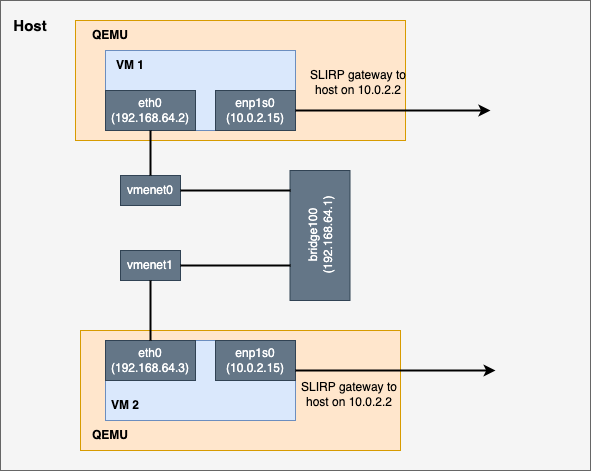 Host
QEMU
VM 1
eth0
(192.168.64.2)
enp1s0
(10.0.2.15)
SLIRP gateway to
host on 10.0.2.2
vmenet0
bridge100
(192.168.64.1)
vmenet1
eth0
(192.168.64.3)
enp1s0
(10.0.2.15)
SLIRP gateway to
host on 10.0.2.2
VM 2
QEMU